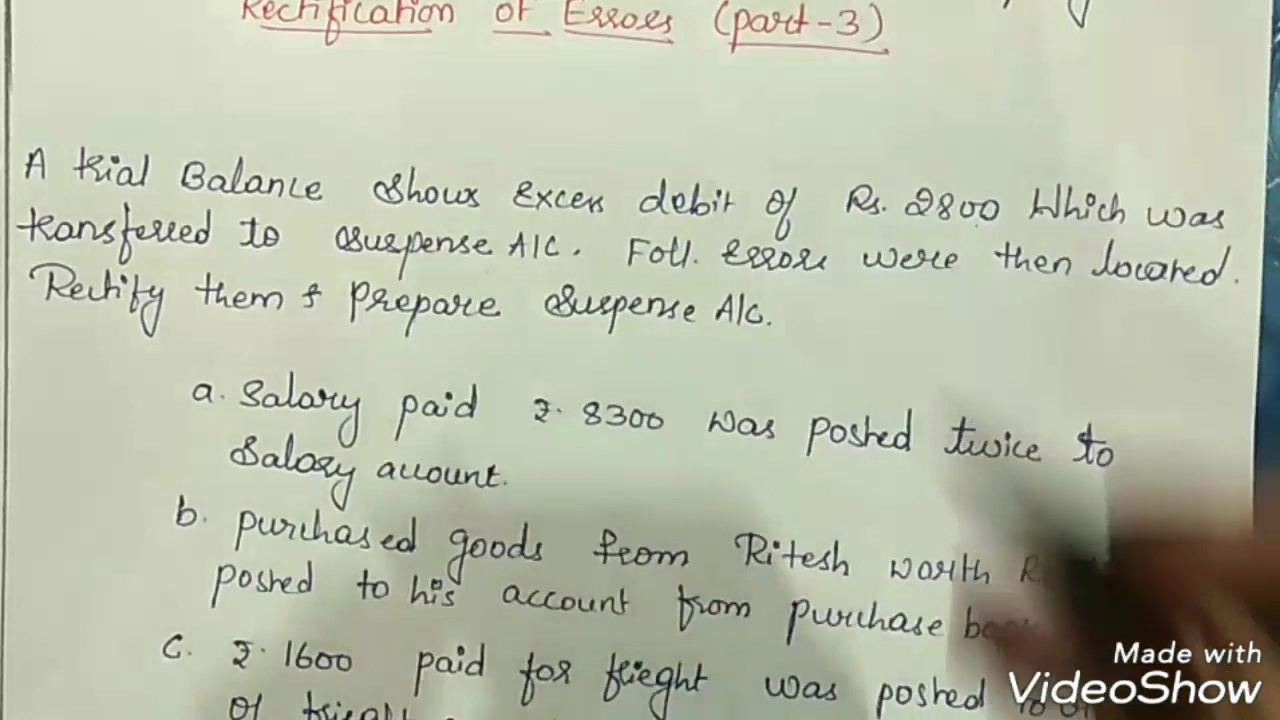 Rectification of Errors (part-3)
A trial Balance shows Excess debit of Rs. 2800 which was
transferred to suspense A/C. Foll. Errors were then located.
Rectify them & prepare suspense A/C.
a. Salary paid ₹. 8300 was posted twice to
Salary account.
b. purchased goods from Ritesh worth
posted to his account from purchase
c. ₹. 1600 paid for frieght was posted
of
Made with
VideoShow